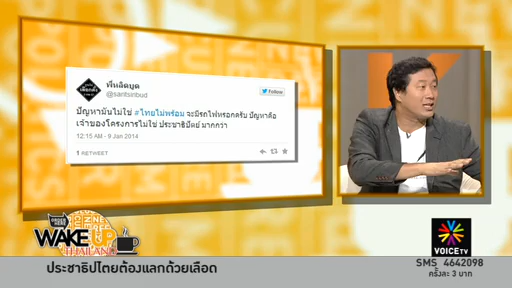 พี่หลิดบูด
@santsinbud
Follow
ปัญหามันไม่ใช่ #ไทยไม่พร้อม จะมีรถไฟหรอกครับ ปัญหาคือ
เจ้าของโครงการไม่ใช่ ประชาธิปัตย์ มากกว่า
12:15 AM - 9 Jan 2014
1 RETWEET
WAKE UP
THAILAND
VOICETV
SMS 4642098
ครั้งละ 3 บาท
ประชาธิปไตยต้องแลกด้วยเลือด